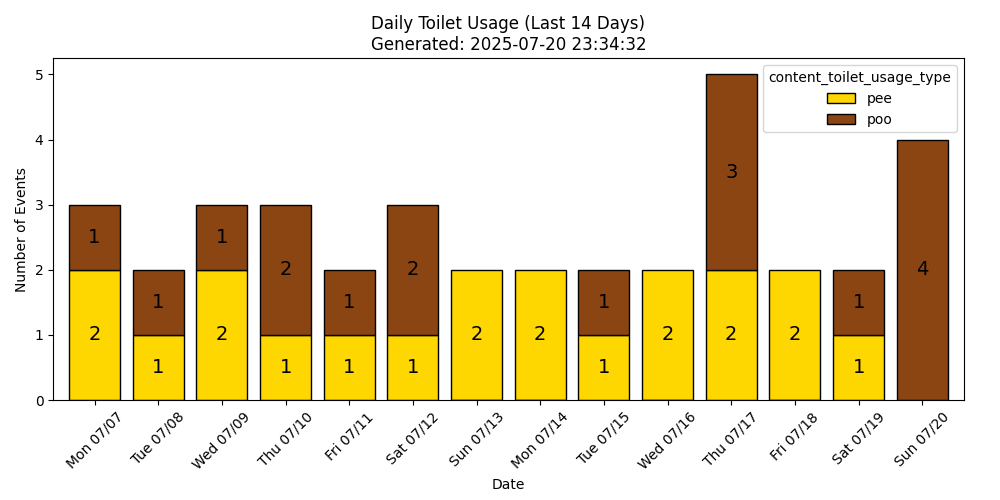 Daily Toilet Usage (Last 14 Days)
Generated: 2025-07-20 23:34:32
content_toilet_usage_type
pee
poo
Number of Events
5
4
3
2
1
0
1
2
1
1
1
2
2
1
1
1
2
1
2
2
1
1
2
3
2
2
1
1
4
Mon 07/07
Tue 07/08
Wed 07/09
Thu 07/10
Fri 07/11
Sat 07/12
Sun 07/13
Mon 07/14
Tue 07/15
Wed 07/16
Thu 07/17
Fri 07/18
Sat 07/19
Sun 07/20
Date